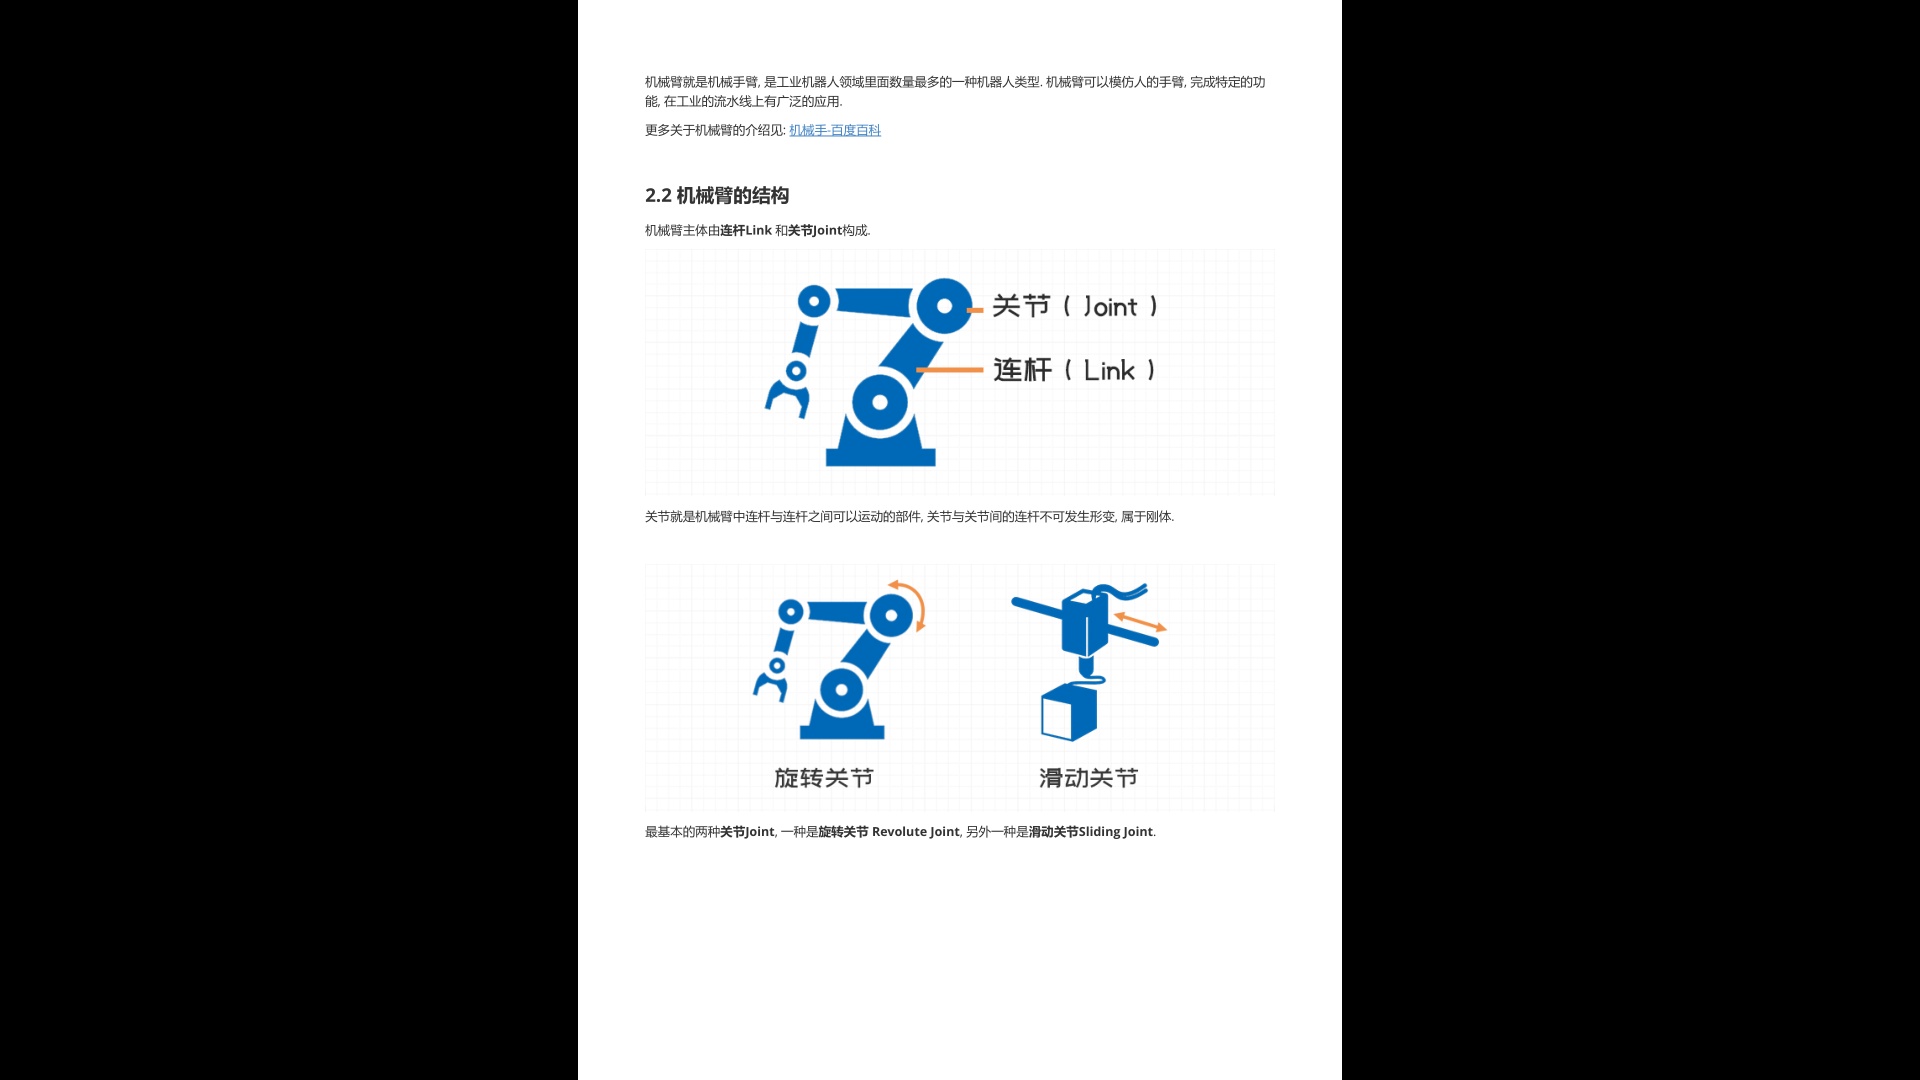 机械臂就是机械手臂, 是工业机器人领域里面数量最多的一种机器人类型. 机械臂可以模仿人的手臂, 完成特定的功
能, 在工业的流水线上有广泛的应用.
更多关于机械臂的介绍见: 机械手-百度百科
2.2 机械臂的结构
机械臂主体由连杆Link 和关节Joint构成.
关节 ( Joint )
连杆 ( Link )
关节就是机械臂中连杆与连杆之间可以运动的部件, 关节与关节间的连杆不可发生形变, 属于刚体.
旋转关节 滑动关节
最基本的两种关节Joint, 一种是旋转关节 Revolute Joint, 另外一种是滑动关节Sliding Joint.